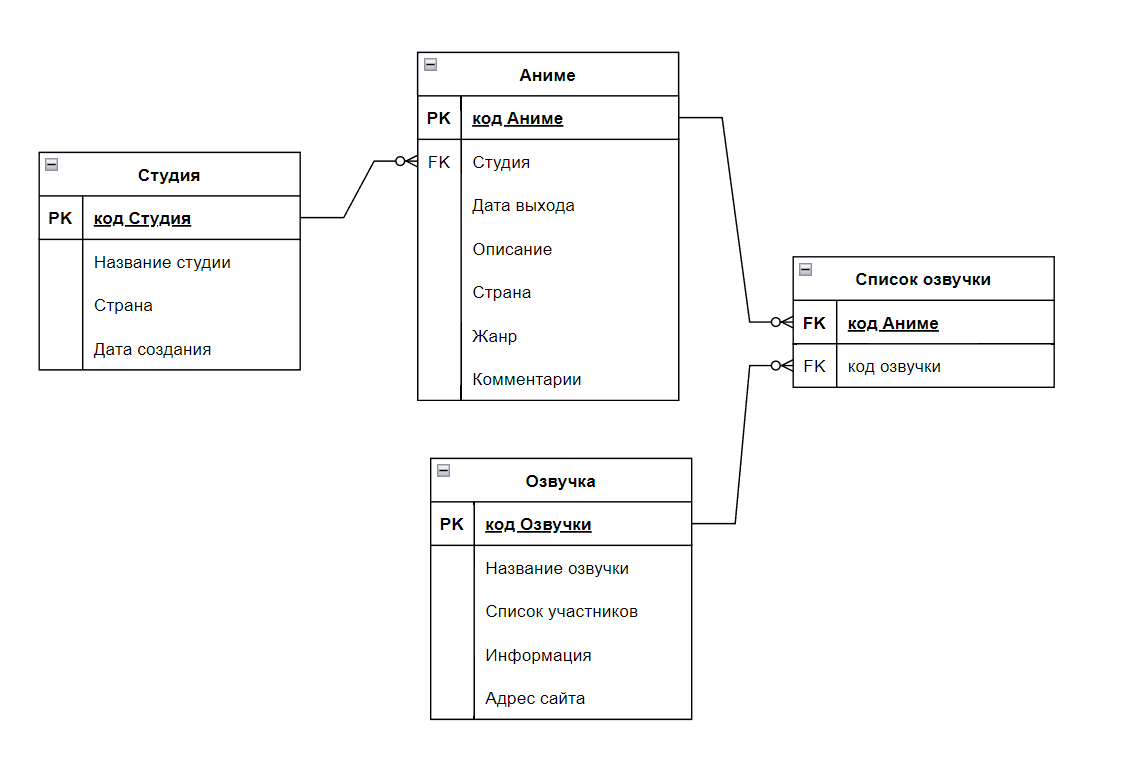 Аниме
PK код Аниме
FK Студия
Дата выхода
Описание
Страна
Жанр
Комментарии
Студия
PK код Студия
Название студии
Страна
Дата создания
Список озвучки
FK код Аниме
FK код озвучки
Озвучка
PK код Озвучки
Название озвучки
Список участников
Информация
Адрес сайта